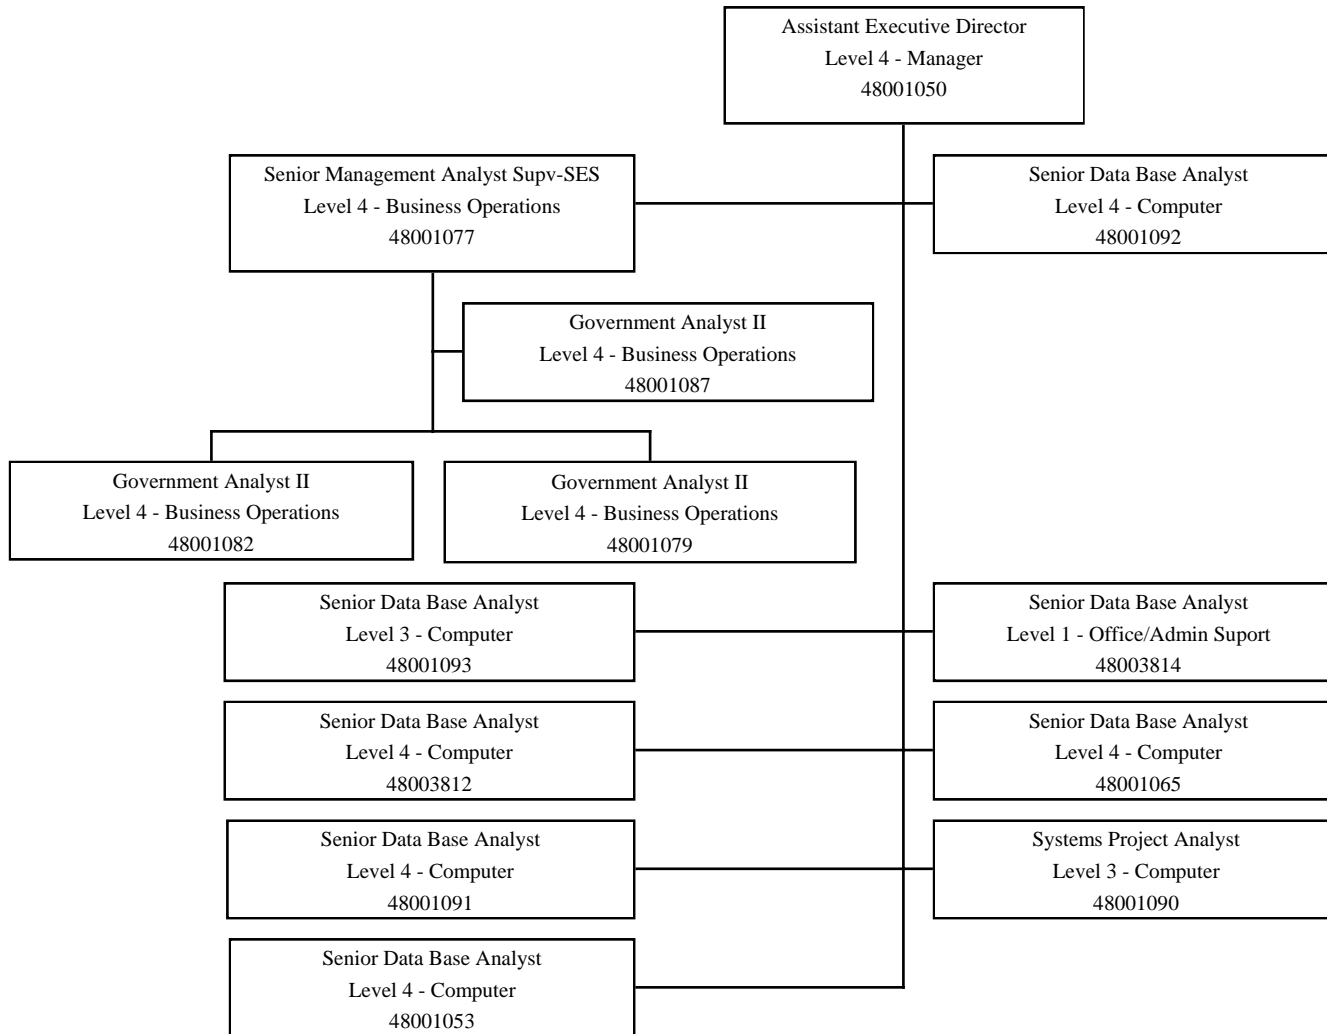 Assistant Executive Director
Level 4 - Manager
48001050
Senior Management Analyst Supv-SES
Level 4 - Business Operations
48001077
Senior Data Base Analyst
Level 4 - Computer
48001092
Government Analyst II
Level 4 - Business Operations
48001087
Government Analyst II
Level 4 - Business Operations
48001082
Government Analyst II
Level 4 - Business Operations
48001079
Senior Data Base Analyst
Level 3 - Computer
48001093
Senior Data Base Analyst
Level 1 - Office/Admin Suport
48003814
Senior Data Base Analyst
Level 4 - Computer
48003812
Senior Data Base Analyst
Level 4 - Computer
48001065
Senior Data Base Analyst
Level 4 - Computer
48001091
Systems Project Analyst
Level 3 - Computer
48001090
Senior Data Base Analyst
Level 4 - Computer
48001053